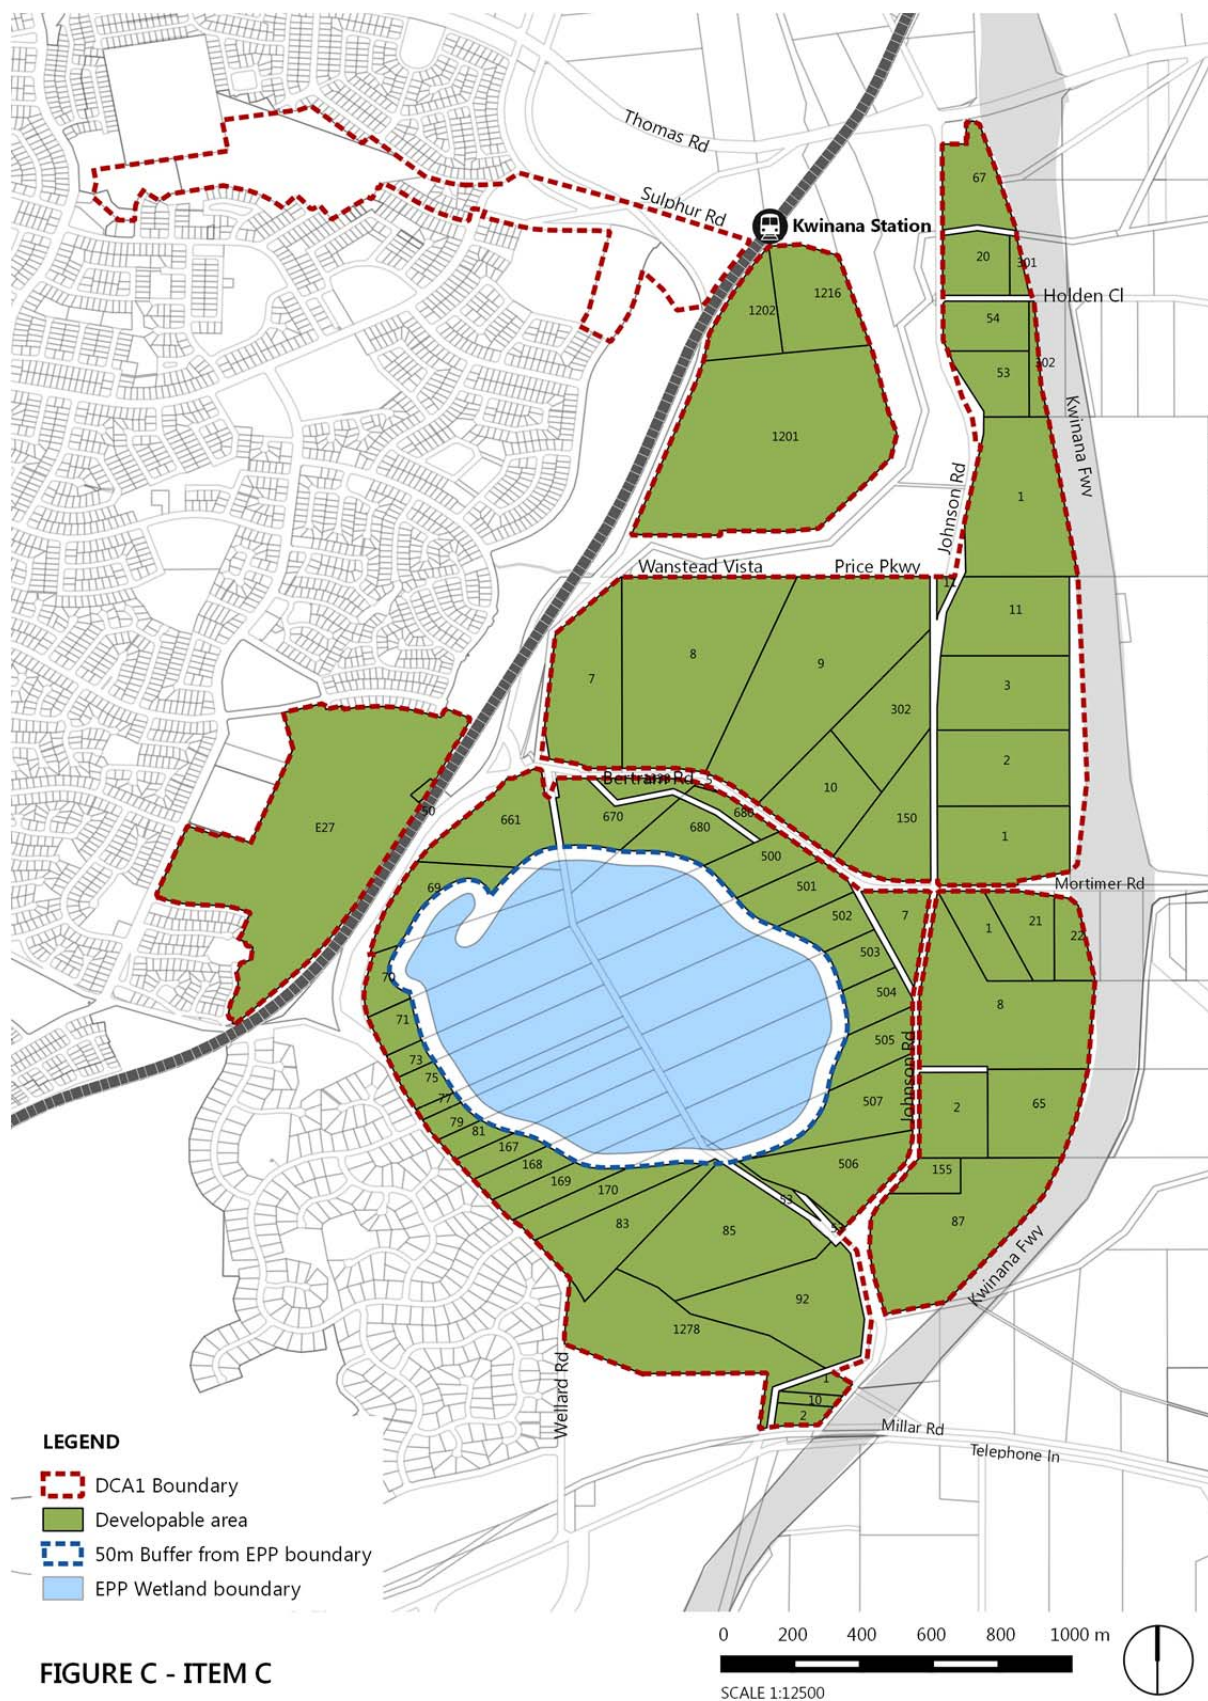 Thomas Rd
67
Sulphur Rd
Kwinana Station
20
301
1216
Holden Cl
1202
54
53
302
Kwinana Fwy
1201
Johnson Rd
1
Wanstead Vista
Price Pkwy
11
11
8
9
7
3
302
2
Bertram Rd
5
10
50
E27
661
670
680
680
150
1
500
Mortimer Rd
69
501
502
7
1
21
22
503
70
504
8
71
505
Johnson Rd
73
75
77
507
2
65
79
81
167
168
506
155
169
170
53
83
85
53
87
Kwinana Fwy
92
1278
Wellard Rd
1
10
2
Millar Rd
Telephone ln
LEGEND
DCA1 Boundary
Developable area
50m Buffer from EPP boundary
EPP Wetland boundary
0 200 400 600 800 1000 m
FIGURE C - ITEM C
SCALE 1:12500